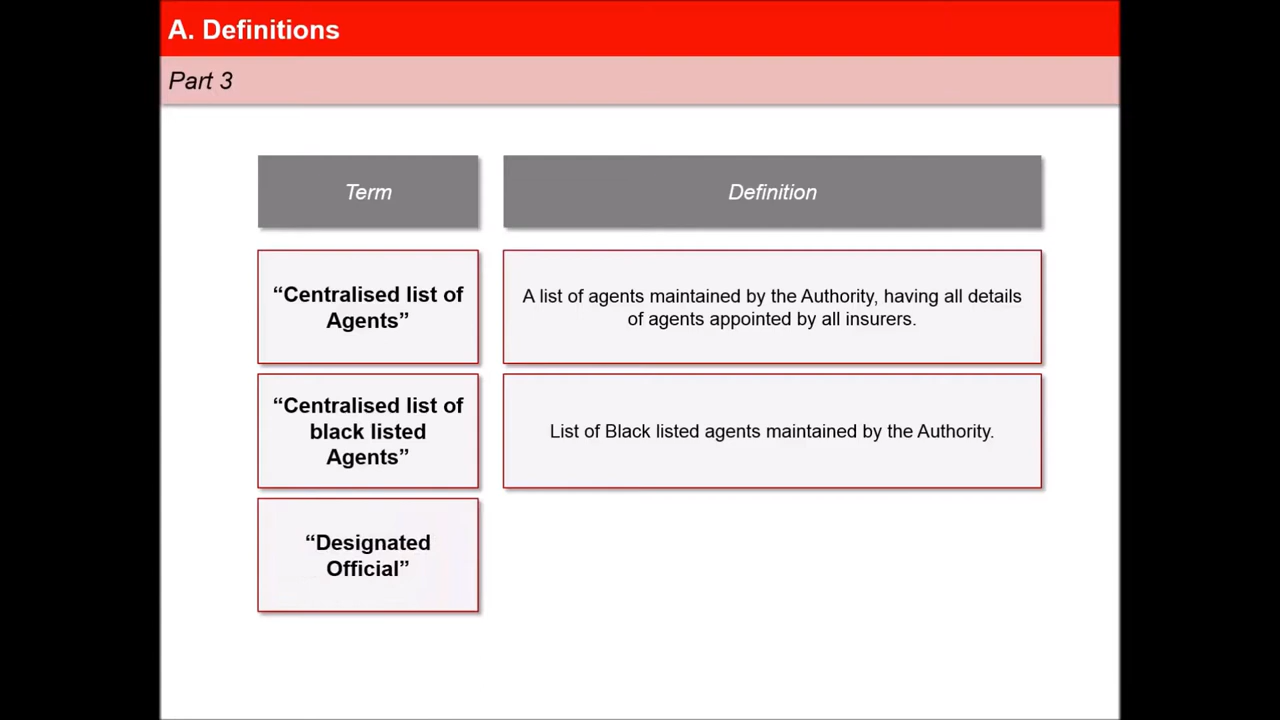 A. Definitions
Part 3
Term
Definition
“Centralised list of
Agents”
A list of agents maintained by the Authority, having all details
of agents appointed by all insurers.
“Centralised list of
black listed
Agents”
List of Black listed agents maintained by the Authority.
“Designated
Official”